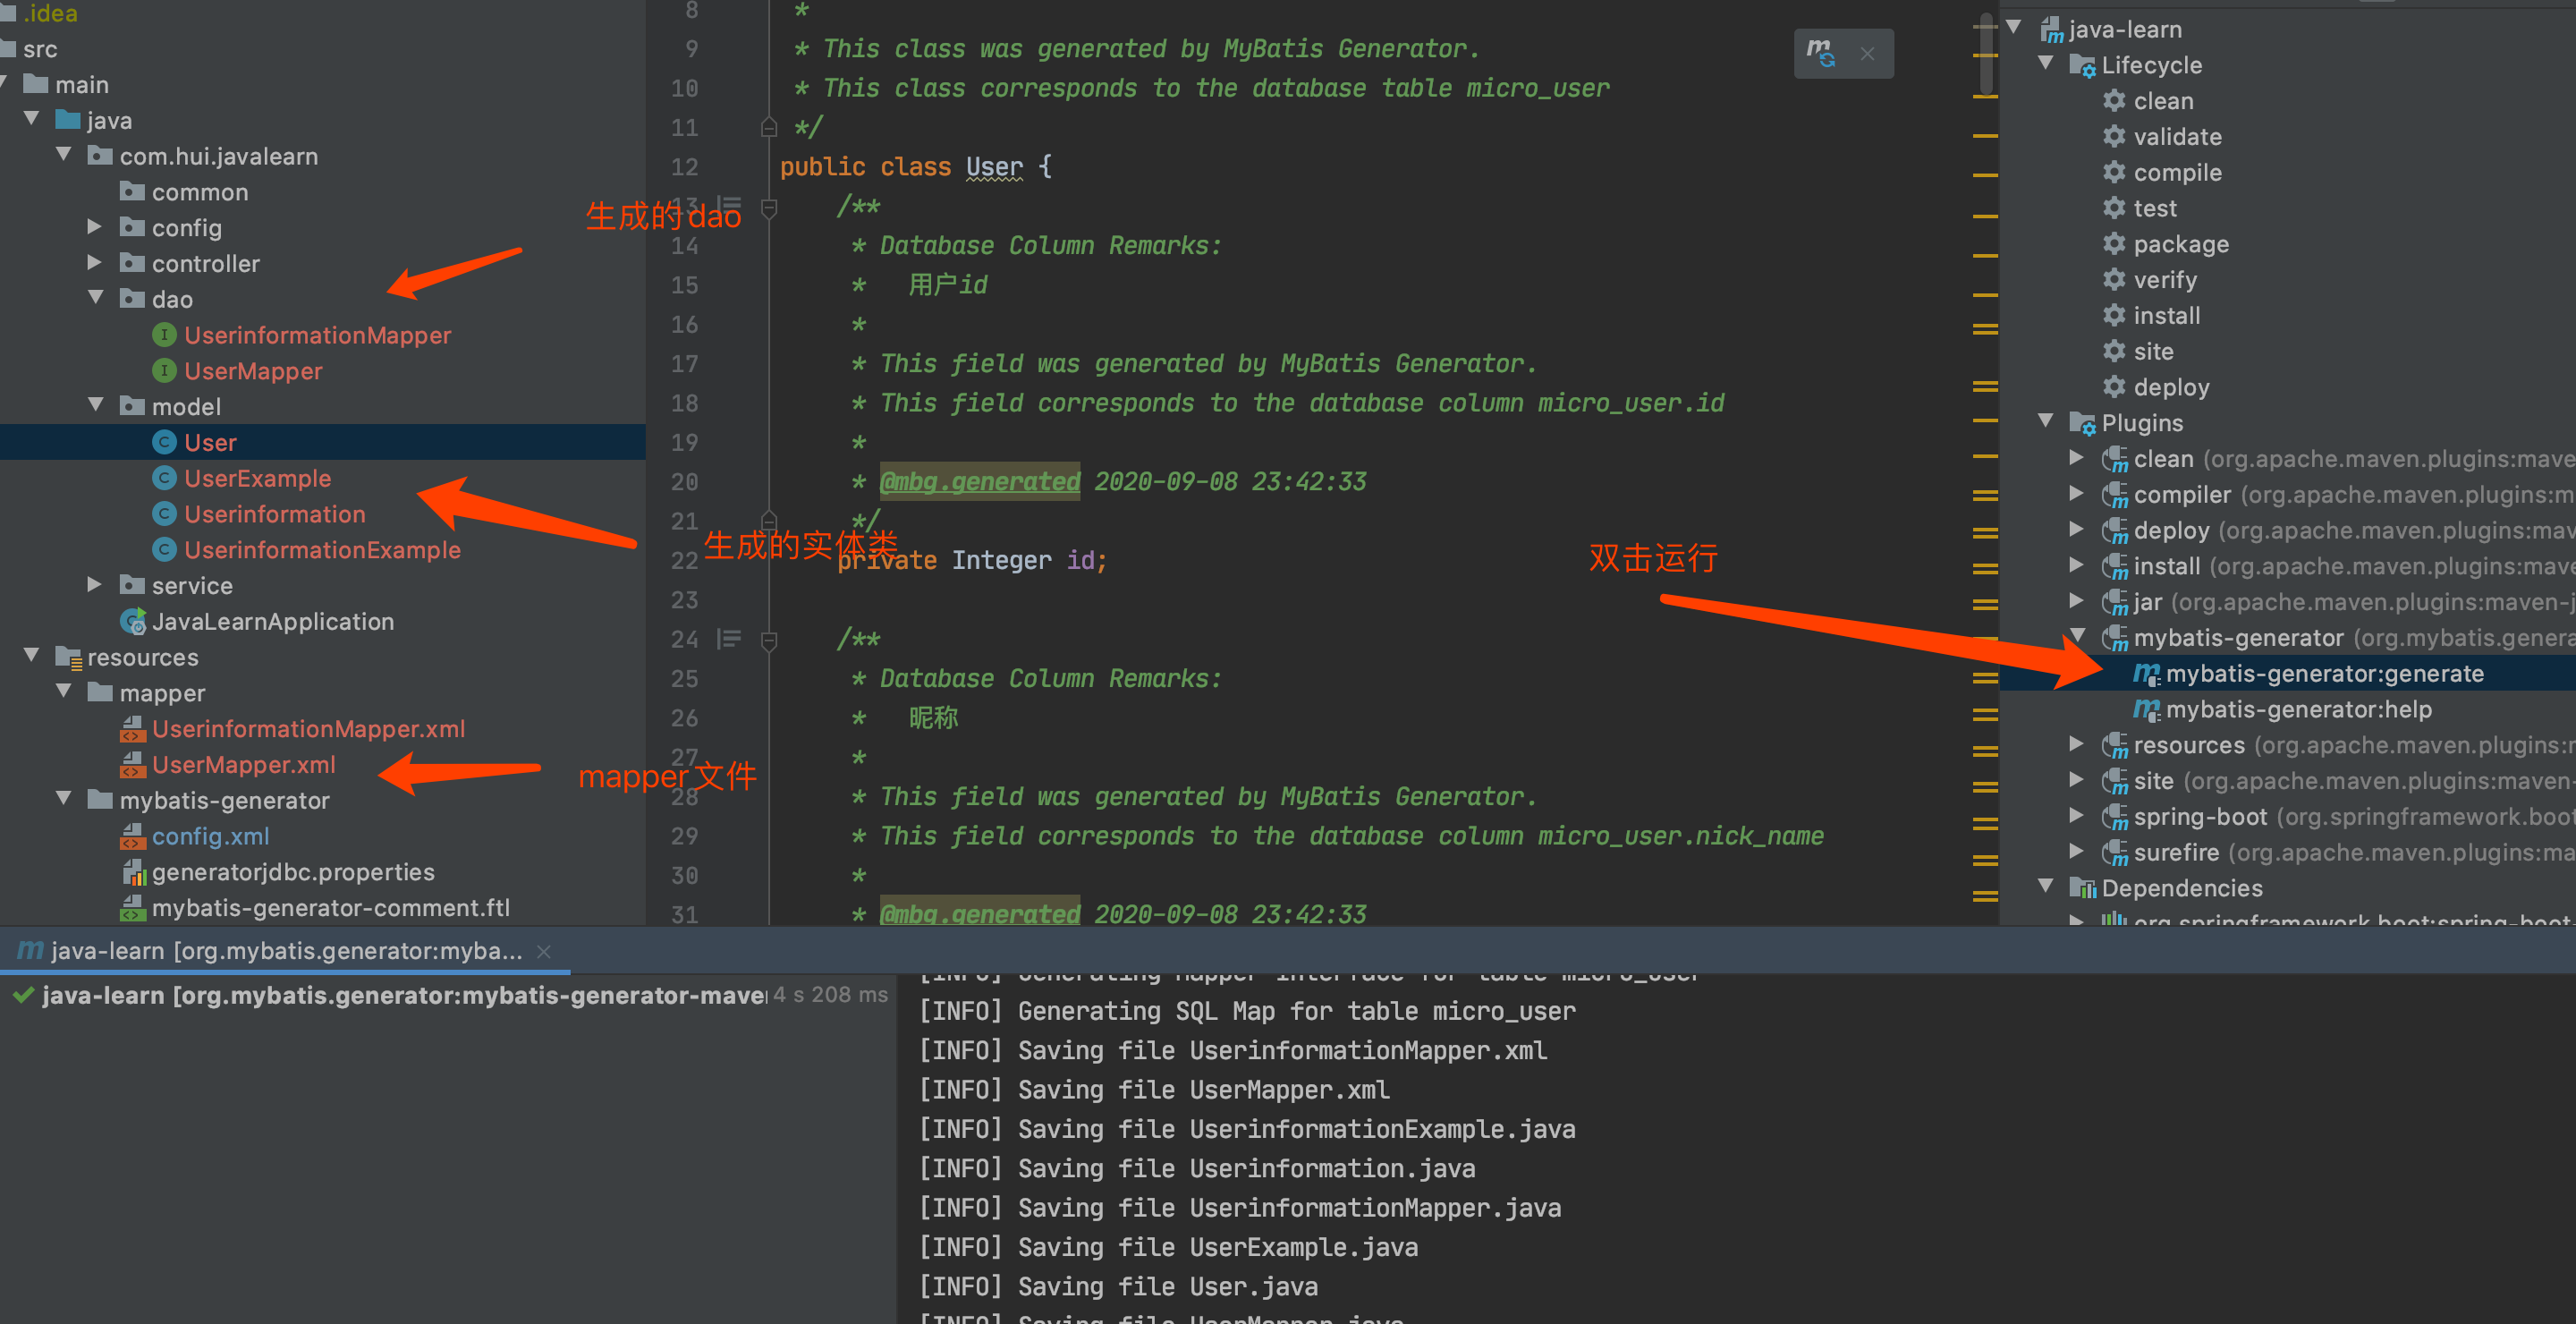 .idea
src
main
java
com.hui.javalearn
common
config
controller
dao
UserinformationMapper
UserMapper
model
User
UserExample
Userinformation
UserinformationExample
service
JavaLearnApplication
resources
mapper
UserinformationMapper.xml
UserMapper.xml
mybatis-generator
config.xml
generatorjdbc.properties
mybatis-generator-comment.ftl
生成的dao
生成的实体类
mapper文件
双击运行
8 *
9 * This class was generated by MyBatis Generator.
10 * This class corresponds to the database table micro_user
11 */
12 public class User {
13 /**
14 * Database Column Remarks:
15 * 用户id
16 *
17 * This field was generated by MyBatis Generator.
18 * This field corresponds to the database column micro_user.id
19 *
20 * @mbg.generated 2020-09-08 23:42:33
21 */
22 private Integer id;
23
24 /**
25 * Database Column Remarks:
26 * 昵称
27 *
28 * This field was generated by MyBatis Generator.
29 * This field corresponds to the database column micro_user.nick_name
30 *
31 * @mbg.generated 2020-09-08 23:42:33
java-learn
Lifecycle
clean
validate
compile
test
package
verify
install
site
deploy
Plugins
clean (org.apache.maven.plugins:mave
compiler (org.apache.maven.plugins:m
deploy (org.apache.maven.plugins:mav
install (org.apache.maven.plugins:mave
jar (org.apache.maven.plugins:maven-j
mybatis-generator (org.mybatis.genera
mybatis-generator:generate
mybatis-generator:help
resources (org.apache.maven.plugins:m
site (org.apache.maven.plugins:maven-
spring-boot (org.springframework.boot
surefire (org.apache.maven.plugins:ma
Dependencies
org.springframework.boot:spring-boot-
java-learn [org.mybatis.generator:myba...
java-learn [org.mybatis.generator:mybatis-generator-mave 4 s 208 ms
[INFO] Generating Mapper Interface for table micro_user
[INFO] Generating SQL Map for table micro_user
[INFO] Saving file UserinformationMapper.xml
[INFO] Saving file UserMapper.xml
[INFO] Saving file UserinformationExample.java
[INFO] Saving file Userinformation.java
[INFO] Saving file UserinformationMapper.java
[INFO] Saving file UserExample.java
[INFO] Saving file User.java
[INFO] Saving file UserMapper.java